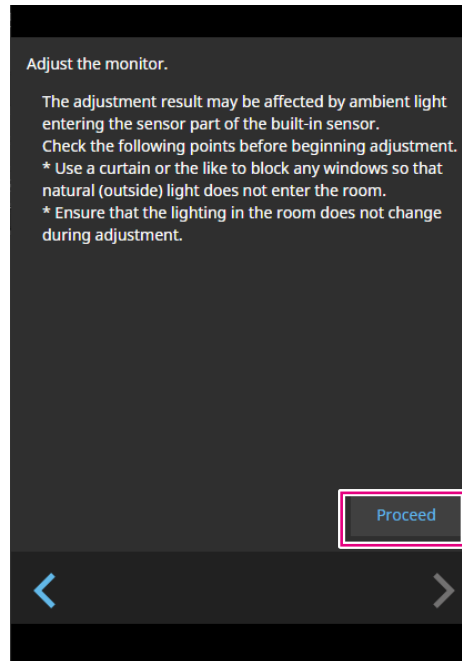 Adjust the monitor.
The adjustment result may be affected by ambient light
entering the sensor part of the built-in sensor.
Check the following points before beginning adjustment.
* Use a curtain or the like to block any windows so that
natural (outside) light does not enter the room.
* Ensure that the lighting in the room does not change
during adjustment.
Proceed